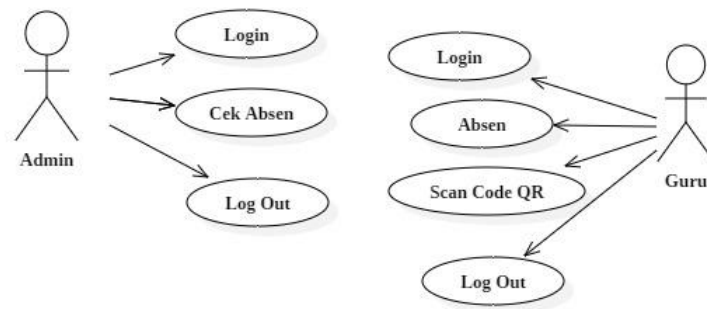 Login
Cek Absen
Log Out
Admin
Login
Absen
Scan Code QR
Log Out
Guru